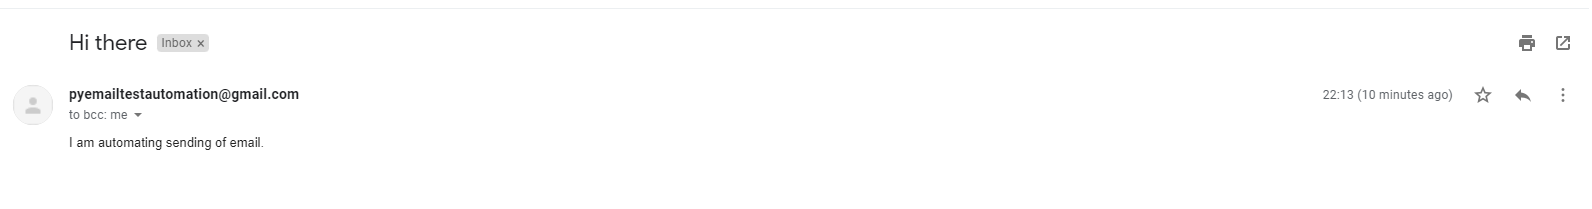 Hi there Inbox x
pyemailtestautomation@gmail.com 22:13 (10 minutes ago)
to bcc: me
I am automating sending of email.